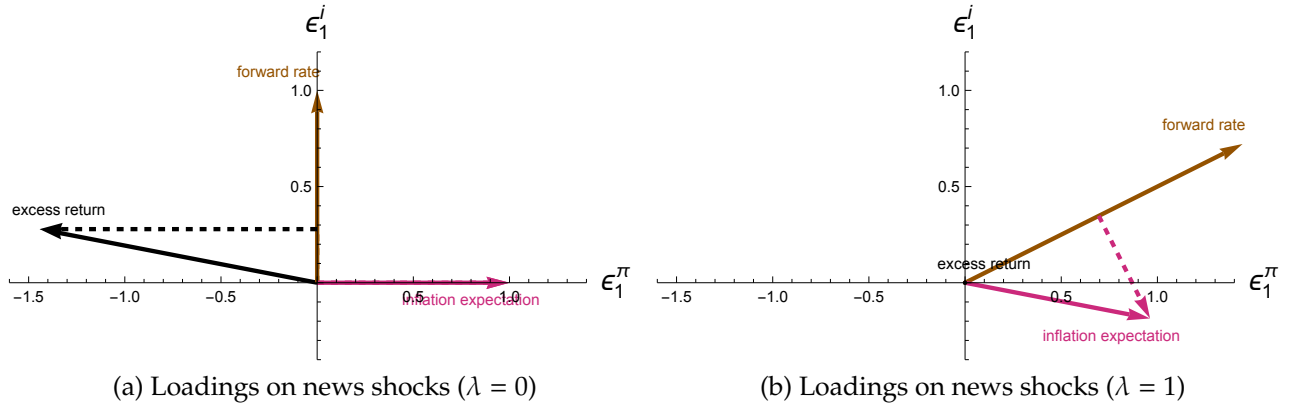 ϵ₁ⁱ
forward rate
1.0
0.5
excess return
−1.5
−1.0
−0.5
0.5
1.0
ϵ₁^π
inflation expectation
(a) Loadings on news shocks (λ = 0)
ϵ₁ⁱ
1.0
forward rate
0.5
excess return
−1.5
−1.0
−0.5
0.5
1.0
ϵ₁^π
inflation expectation
(b) Loadings on news shocks (λ = 1)